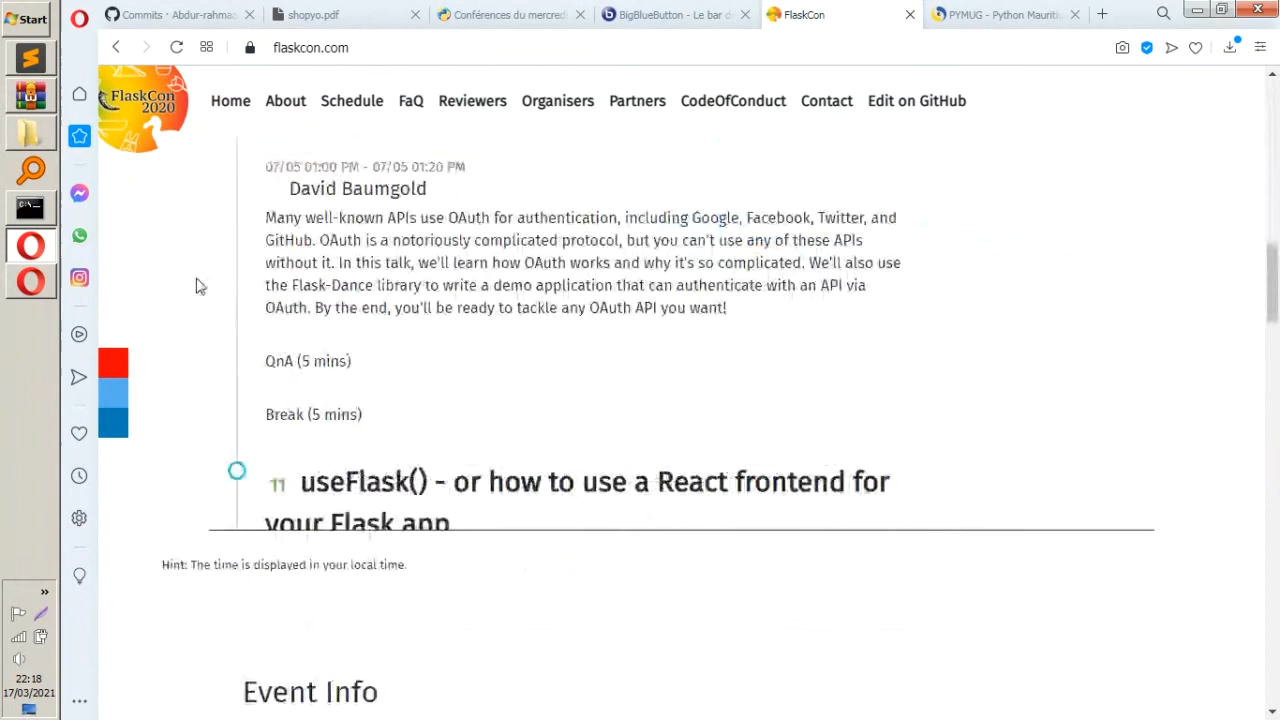 Start
Commits · Abdur-rahma
shopyo.pdf
Conférences du mercred
BigBlueButton - Le bar d
FlaskCon
PYMUG - Python Mauriti
flaskcon.com
FlaskCon
2020
Home
About
Schedule
FaQ
Reviewers
Organisers
Partners
CodeOfConduct
Contact
Edit on GitHub
07/05 01:00 PM - 07/05 01:20 PM
David Baumgold
Many well-known APIs use OAuth for authentication, including Google, Facebook, Twitter, and
GitHub. OAuth is a notoriously complicated protocol, but you can't use any of these APIs
without it. In this talk, we'll learn how OAuth works and why it's so complicated. We'll also use
the Flask-Dance library to write a demo application that can authenticate with an API via
OAuth. By the end, you'll be ready to tackle any OAuth API you want!
QnA (5 mins)
Break (5 mins)
11 useFlask() - or how to use a React frontend for
your Flask app
Hint: The time is displayed in your local time.
Event Info
22:18
17/03/2021